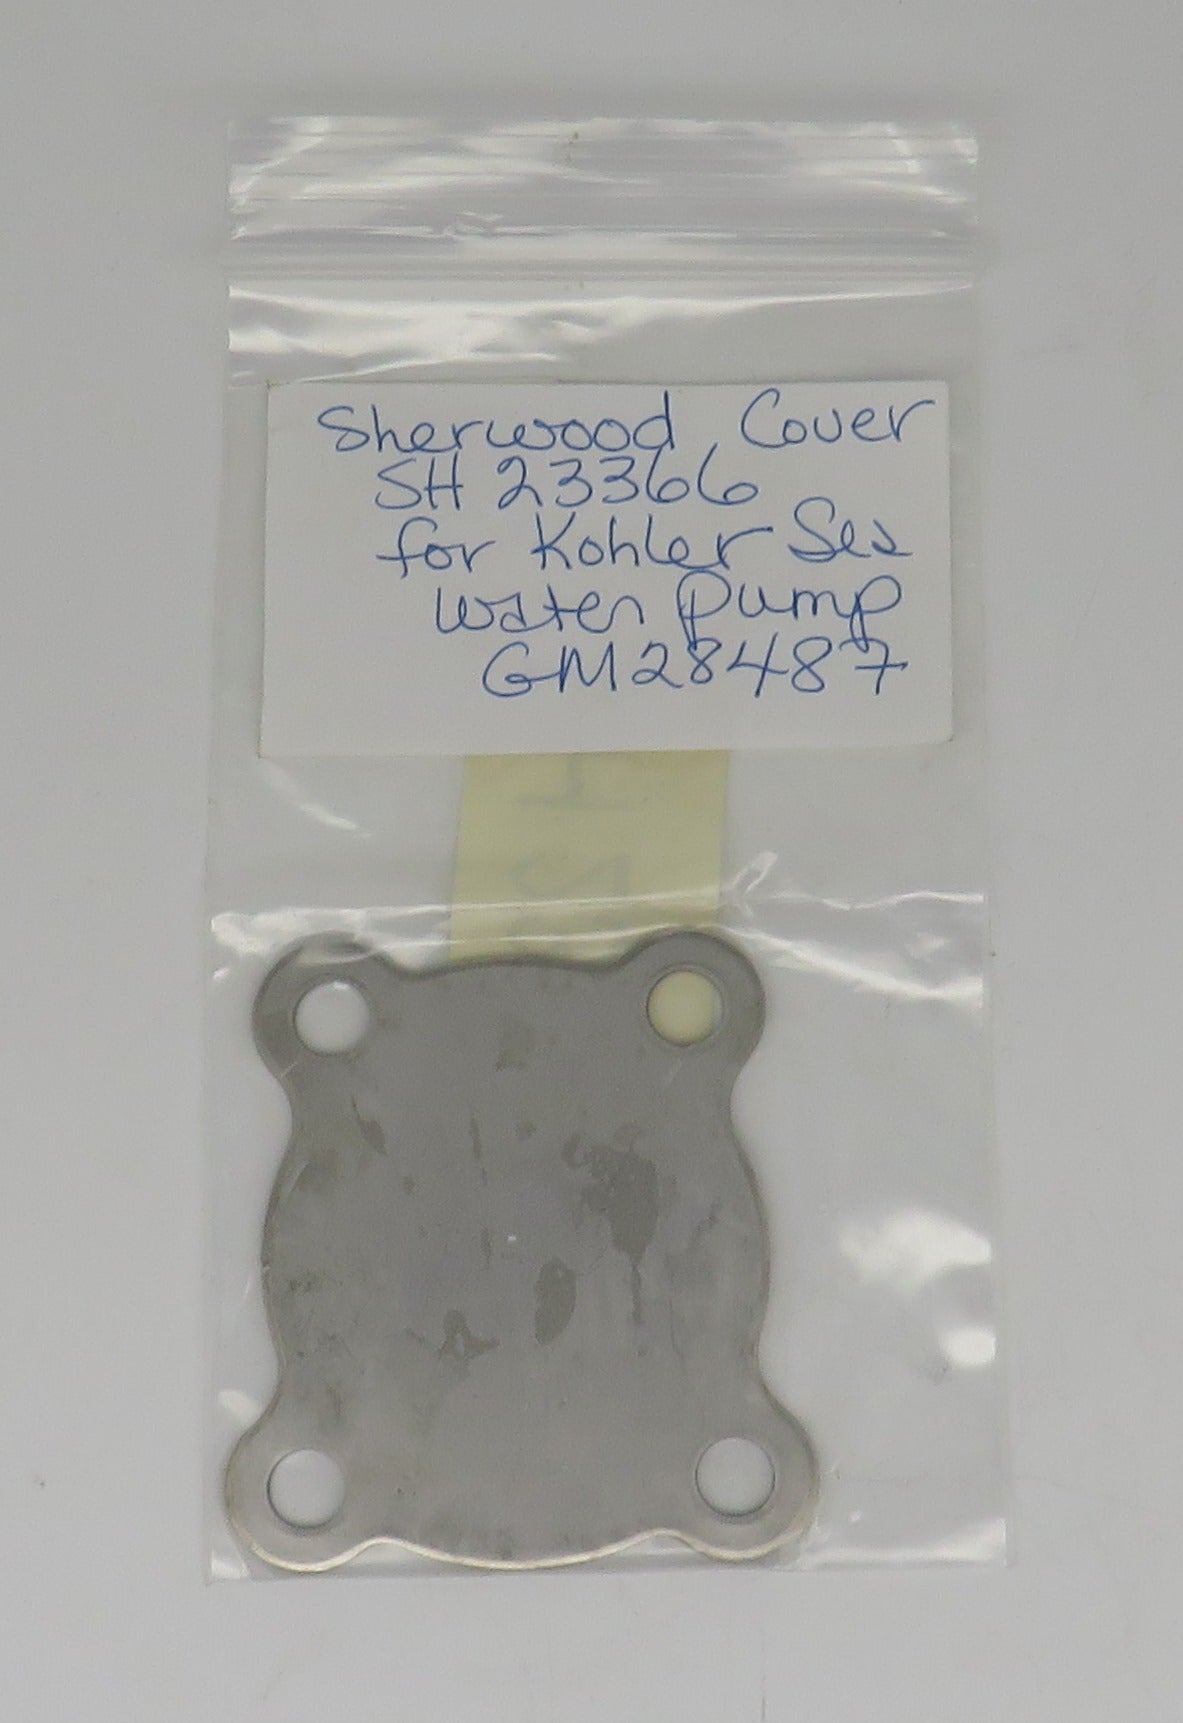 Sherwood Cover
SH 23366
for Kohler Sea
water pump
GM28487